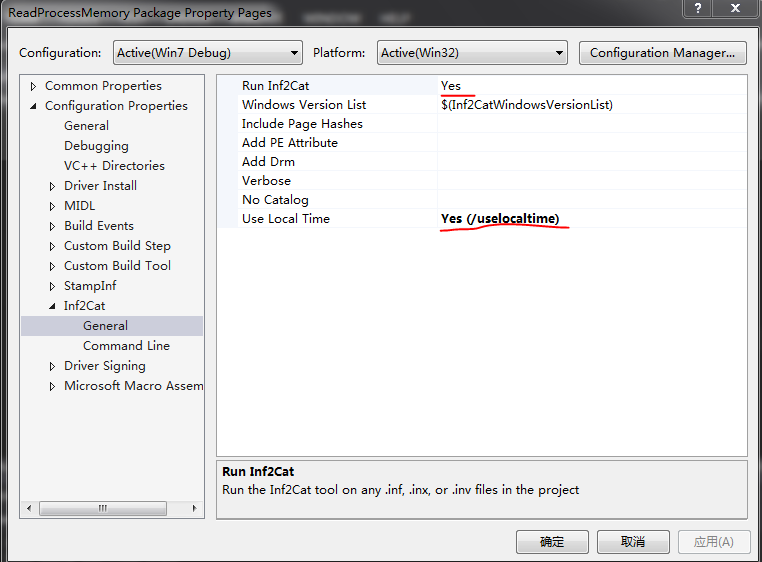 ReadProcessMemory Package Property Pages
WINDOW HELP
Configuration: Active(Win7 Debug) Platform: Active(Win32) Configuration Manager...
Common Properties
Configuration Properties
General
Debugging
VC++ Directories
Driver Install
MIDL
Build Events
Custom Build Step
Custom Build Tool
StampInf
Inf2Cat
General
Command Line
Driver Signing
Microsoft Macro Assem
Run Inf2Cat Yes
Windows Version List $(Inf2CatWindowsVersionList)
Include Page Hashes
Add PE Attribute
Add Drm
Verbose
No Catalog
Use Local Time Yes (/uselocaltime)
Run Inf2Cat
Run the Inf2Cat tool on any .inf, .inx, or .inv files in the project
确定 取消 应用(A)